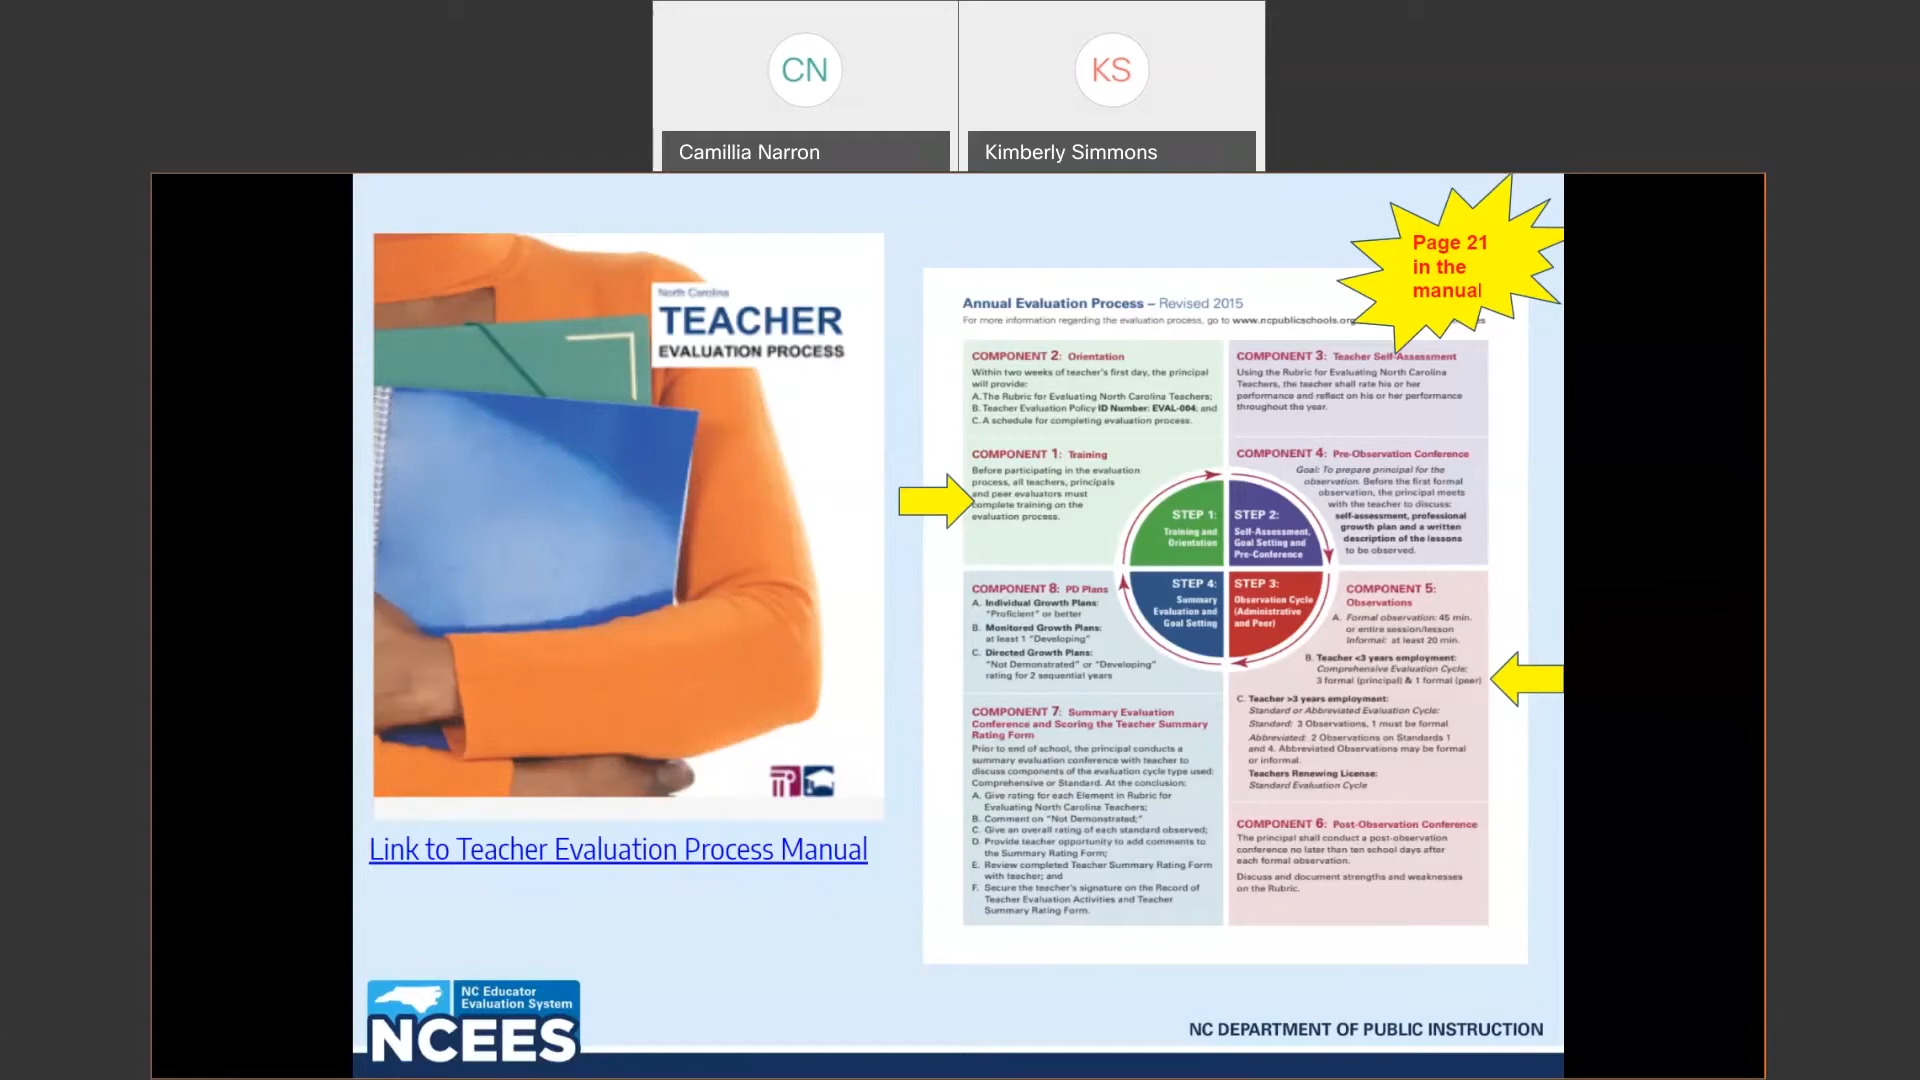 CN
KS
Camillia Narron
Kimberly Simmons
Page 21
in the
manual
North Carolina
TEACHER
EVALUATION PROCESS
Link to Teacher Evaluation Process Manual
Annual Evaluation Process – Revised 2015
For more information regarding the evaluation process, go to www.ncpublicschools.org
COMPONENT 2: Orientation
Within two weeks of teacher's first day, the principal
will provide:
A. The Rubric for Evaluating North Carolina Teachers;
B. Teacher Evaluation Policy ID Number: EVAL-004; and
C. A schedule for completing evaluation process.
COMPONENT 1: Training
Before participating in the evaluation
process, all teachers, principals
and peer evaluators must
complete training on the
evaluation process.
COMPONENT 3: Teacher Self-Assessment
Using the Rubric for Evaluating North Carolina
Teachers, the teacher shall rate his or her
performance and reflect on his or her performance
throughout the year.
COMPONENT 4: Pre-Observation Conference
Goal: To prepare principal for the
observation. Before the first formal
observation, the principal meets
with the teacher to discuss:
self-assessment, professional
growth plan and a written
description of the lessons
to be observed.
STEP 1:
Training and
Orientation
STEP 2:
Self-Assessment,
Goal Setting and
Pre-Conference
STEP 4:
Summary
Evaluation and
Goal Setting
STEP 3:
Observation Cycle
(Administrative
and Peer)
COMPONENT 8: PD Plans
A. Individual Growth Plans:
"Proficient" or better
B. Monitored Growth Plans:
at least 1 "Developing"
C. Directed Growth Plans:
"Not Demonstrated" or "Developing"
rating for 2 sequential years
COMPONENT 7: Summary Evaluation
Conference and Scoring the Teacher Summary
Rating Form
Prior to end of school, the principal conducts a
summary evaluation conference with teacher to
discuss components of the evaluation cycle type used:
Comprehensive or Standard. At the conclusion:
A. Give rating for each Element in Rubric for
Evaluating North Carolina Teachers;
B. Comment on "Not Demonstrated;"
C. Give an overall rating of each standard observed;
D. Provide teacher opportunity to add comments to
the Summary Rating Form;
E. Review completed Teacher Summary Rating Form
with teacher; and
F. Secure the teacher's signature on the Record of
Teacher Evaluation Activities and Teacher
Summary Rating Form.
COMPONENT 5:
Observations
A. Formal observation: 45 min.
or entire session/lesson
Informal: at least 20 min.
B. Teacher <3 years employment:
Comprehensive Evaluation Cycle:
3 formal (principal) & 1 formal (peer)
C. Teacher >3 years employment:
Standard or Abbreviated Evaluation Cycle:
Standard: 3 Observations, 1 must be formal
Abbreviated: 2 Observations on Standards 1
and 4. Abbreviated Observations may be formal
or informal.
Teachers Renewing License:
Standard Evaluation Cycle
COMPONENT 6: Post-Observation Conference
The principal shall conduct a post-observation
conference no later than ten school days after
each formal observation.
Discuss and document strengths and weaknesses
on the Rubric.
NC Educator
Evaluation System
NCEES
NC DEPARTMENT OF PUBLIC INSTRUCTION